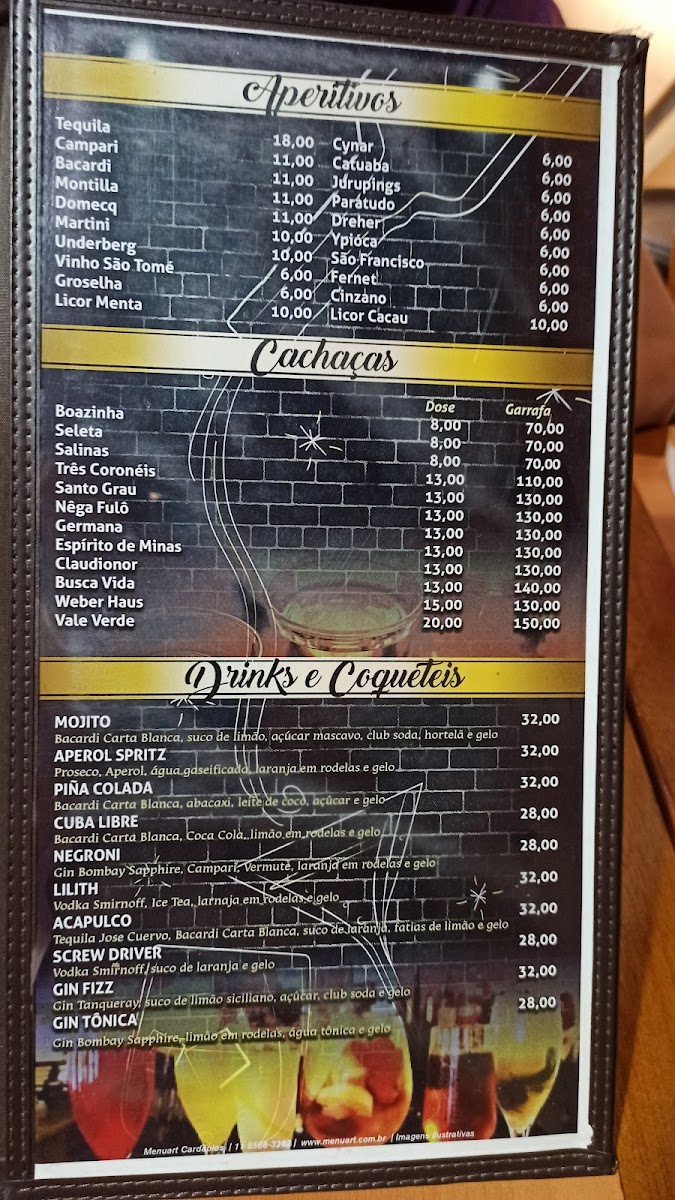 Aperitivos
Tequila 18,00 Cynar 6,00
Campari 11,00 Catuaba 6,00
Bacardi 11,00 Jurupings 6,00
Montilla 11,00 Paratudo 6,00
Domecq 11,00 Dreher 6,00
Martini 10,00 Ypióca 6,00
Underberg 10,00 São Francisco 6,00
Vinho São Tomé 6,00 Fernet 6,00
Groselha 6,00 Cinzano 6,00
Licor Menta 10,00 Licor Cacau 10,00
Cachaças
Dose Garrafa
Boazinha 8,00 70,00
Seleta 8,00 70,00
Salinas 8,00 70,00
Três Coronéis 13,00 110,00
Santo Grau 13,00 130,00
Nêga Fulô 13,00 130,00
Germana 13,00 130,00
Espírito de Minas 13,00 130,00
Claudionor 13,00 130,00
Busca Vida 13,00 140,00
Weber Haus 15,00 130,00
Vale Verde 20,00 150,00
Drinks e Coquetéis
MOJITO 32,00
Bacardi Carta Blanca, suco de limão, açúcar mascavo, club soda, hortelã e gelo
APEROL SPRITZ 32,00
Proseco, Aperol, água gaseificada, laranja em rodelas e gelo
PIÑA COLADA 32,00
Bacardi Carta Blanca, abacaxi, leite de coco, açúcar e gelo
CUBA LIBRE 28,00
Bacardi Carta Blanca, Coca Cola, limão em rodelas e gelo
NEGRONI 28,00
Gin Bombay Sapphire, Campari, Vermute, laranja em rodelas e gelo
LILITH 32,00
Vodka Smirnoff, Ice Tea, larnaja em rodelas e gelo
ACAPULCO 32,00
Tequila Jose Cuervo, Bacardi Carta Blanca, suco de laranja, fatias de limão e gelo
SCREW DRIVER 28,00
Vodka Smirnoff, suco de laranja e gelo
GIN FIZZ 32,00
Gin Tanqueray, suco de limão siciliano, açúcar, club soda e gelo
GIN TÔNICA 28,00
Gin Bombay Sapphire, limão em rodelas, água tônica e gelo
Menuart Cardápios | 11 5566-3263 | www.menuart.com.br | Imagens ilustrativas